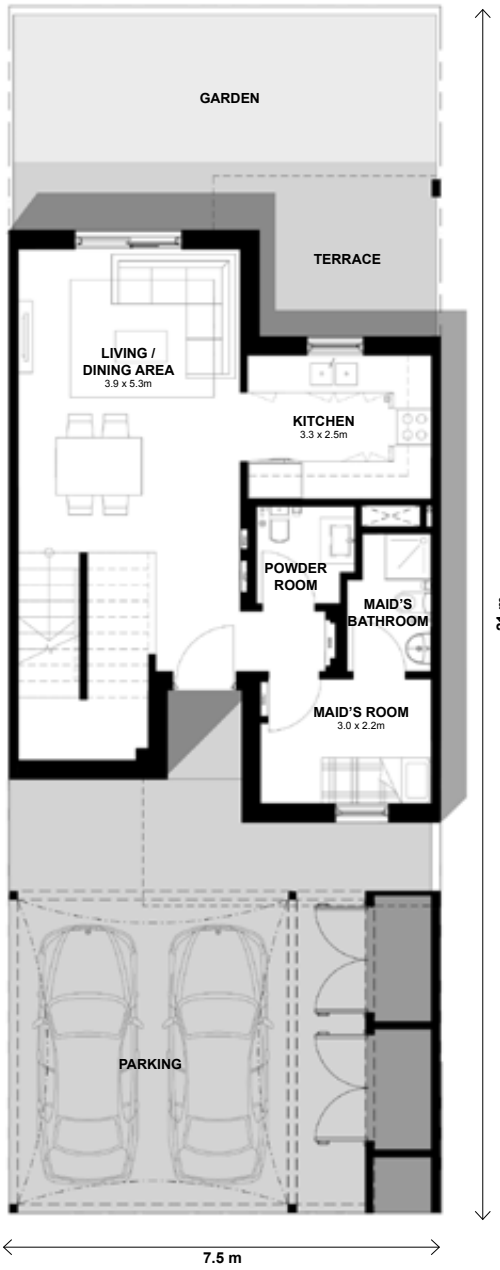 GARDEN
TERRACE
LIVING /
DINING AREA
3.9 x 5.3m
KITCHEN
3.3 x 2.5m
POWDER
ROOM
MAID'S
BATHROOM
MAID'S ROOM
3.0 x 2.2m
PARKING
7.5 m